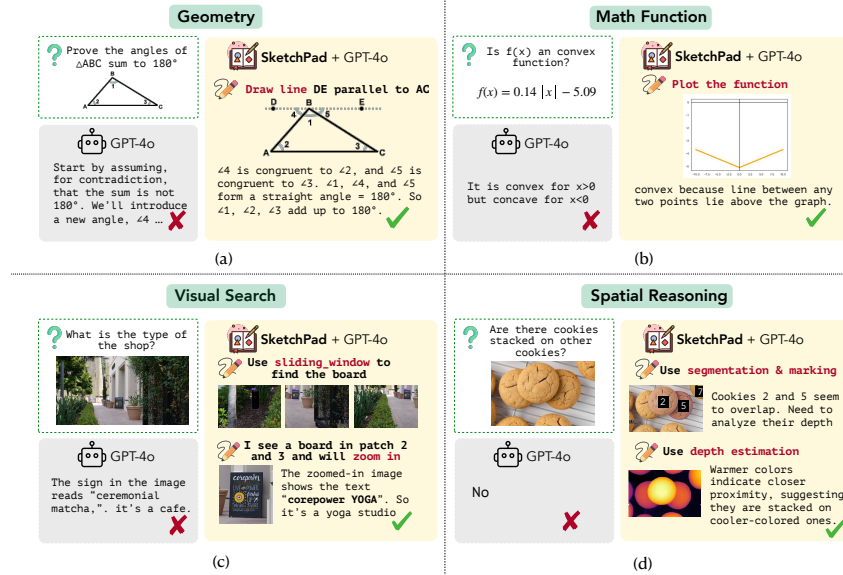 Geometry
Prove the angles of
△ABC sum to 180°
B
1
2
3
A
C
GPT-4o
Start by assuming,
for contradiction,
that the sum is not
180°. We'll introduce
a new angle, ∠4 …
SketchPad + GPT-4o
Draw line DE parallel to AC
D B E
4 5
1
2 3
A C
∠4 is congruent to ∠2, and ∠5 is
congruent to ∠3. ∠1, ∠4, and ∠5
form a straight angle = 180°. So
∠1, ∠2, ∠3 add up to 180°.
(a)
Math Function
Is f(x) an convex
function?
f(x) = 0.14 |x| − 5.09
GPT-4o
It is convex for x>0
but concave for x<0
SketchPad + GPT-4o
Plot the function
convex because line between any
two points lie above the graph.
(b)
Visual Search
What is the type of
the shop?
GPT-4o
The sign in the image
reads “ceremonial
matcha,”. it’s a cafe.
SketchPad + GPT-4o
Use sliding_window to
find the board
I see a board in patch 2
and 3 and will zoom in
corepower
The zoomed-in image
shows the text
“corepower YOGA”. So
it’s a yoga studio
(c)
Spatial Reasoning
Are there cookies
stacked on other
cookies?
GPT-4o
No
SketchPad + GPT-4o
Use segmentation & marking
7
2
5
Cookies 2 and 5 seem
to overlap. Need to
analyze their depth
Use depth estimation
Warmer colors
indicate closer
proximity, suggesting
they are stacked on
cooler-colored ones.
(d)